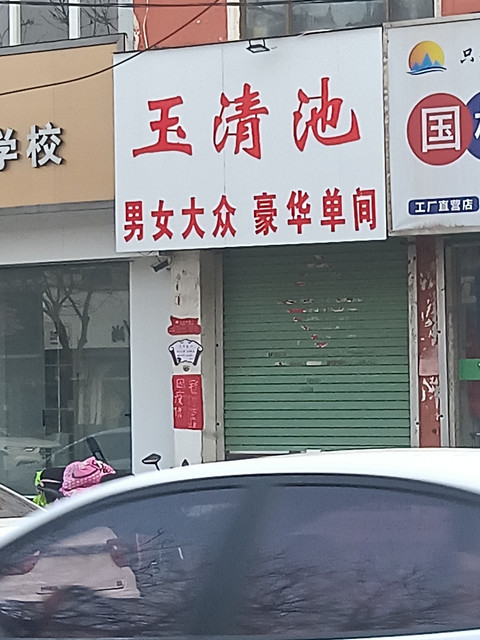 学校
玉清池
男女大众 豪华单间
只
国
工厂直营店